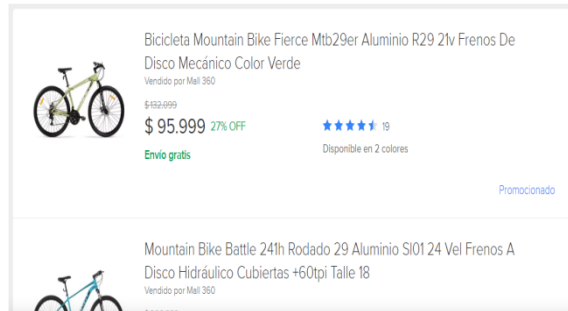 Bicicleta Mountain Bike Fierce Mtb29er Aluminio R29 21v Frenos De
Disco Mecánico Color Verde
Vendido por Mall 360
$132.099
$ 95.999 27% OFF
19
Envío gratis
Disponible en 2 colores
Promocionado
Mountain Bike Battle 241h Rodado 29 Aluminio Sl01 24 Vel Frenos A
Disco Hidráulico Cubiertas +60tpi Talle 18
Vendido por Mall 360